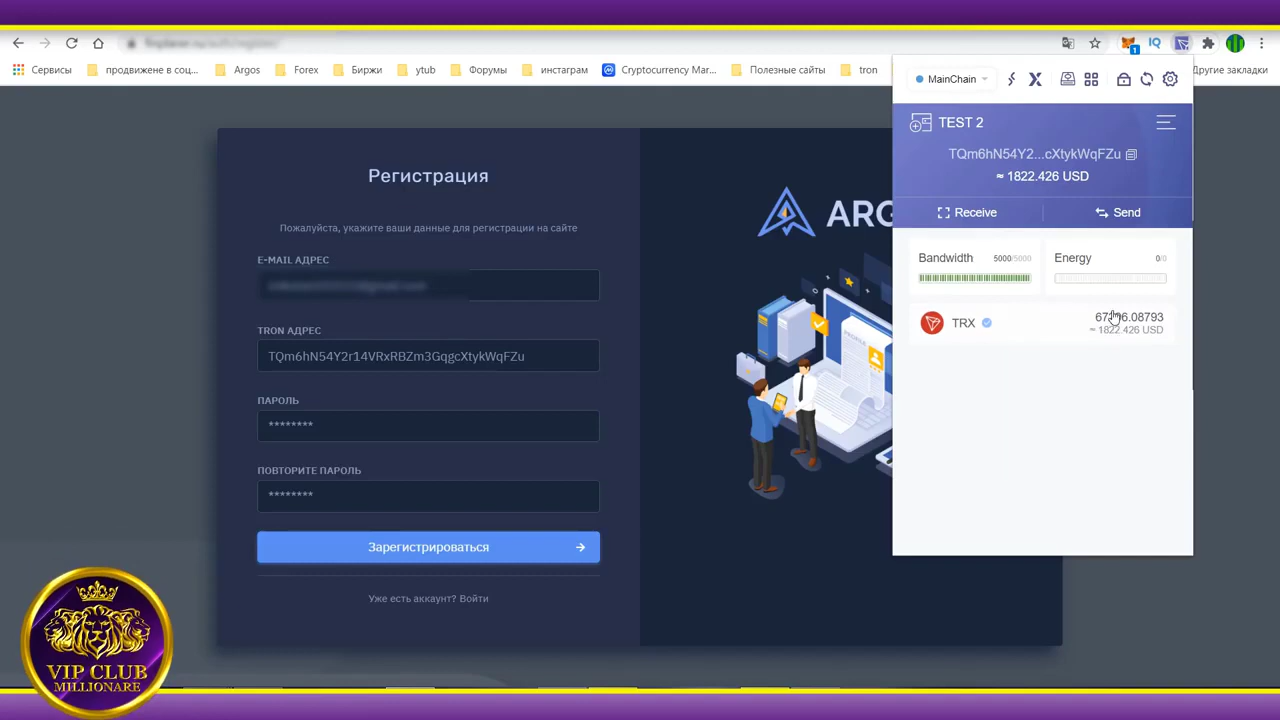 Сервисы
продвижене в соц...
Argos
Forex
Биржи
ytub
Форумы
инстаграм
Cryptocurrency Mar...
Полезные сайты
tron
Другие закладки
1
IQ
MainChain
TEST 2
TQm6hN54Y2...cXtykWqFZu
≈ 1822.426 USD
Receive
Send
Bandwidth
5000/5000
Energy
0/0
TRX
≈ 1822.426 USD
Регистрация
Пожалуйста, укажите ваши данные для регистрации на сайте
E-MAIL АДРЕС
TRON АДРЕС
TQm6hN54Y2r14VRxRBZm3GqgcXtykWqFZu
ПАРОЛЬ
********
ПОВТОРИТЕ ПАРОЛЬ
********
Зарегистрироваться
Уже есть аккаунт? Войти
PROFILE
VIP CLUB
MILLIONARE